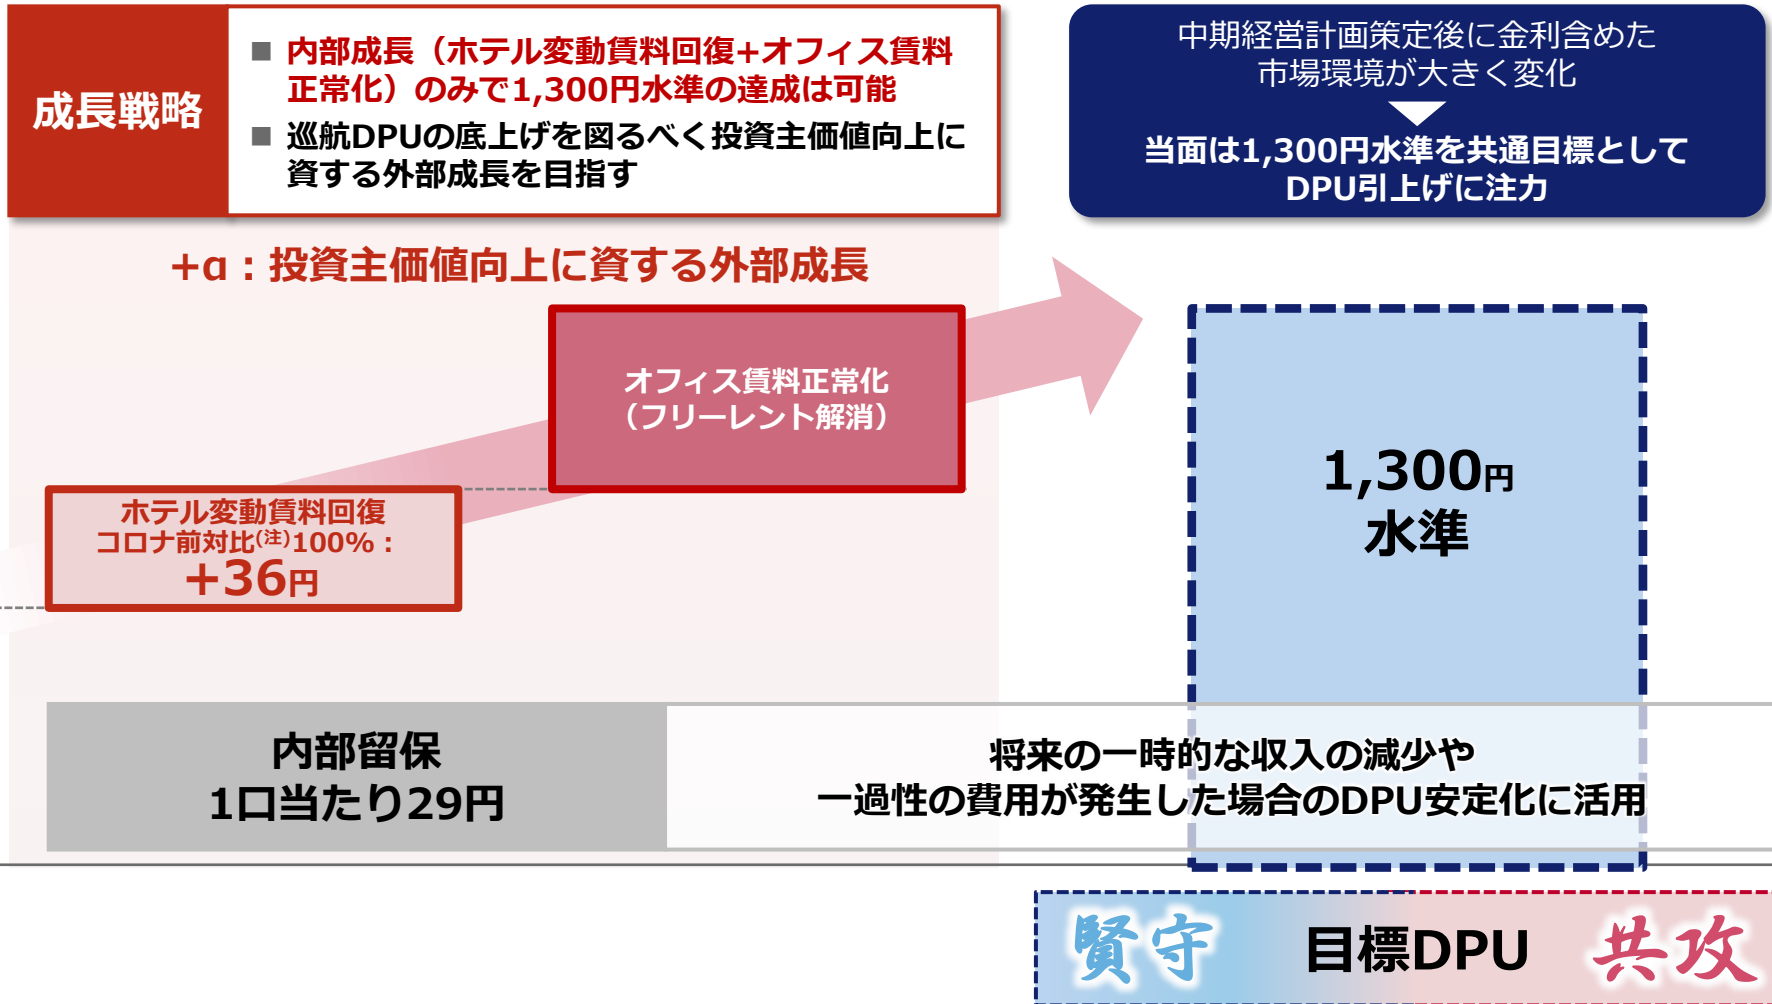 成長戦略
■ 内部成長（ホテル変動賃料回復+オフィス賃料
正常化）のみで1,300円水準の達成は可能
■ 巡航DPUの底上げを図るべく投資主価値向上に
資する外部成長を目指す
中期経営計画策定後に金利含めた
市場環境が大きく変化
当面は1,300円水準を共通目標として
DPU引上げに注力
+α：投資主価値向上に資する外部成長
オフィス賃料正常化
（フリーレント解消）
ホテル変動賃料回復
コロナ前対比(注)100%：
+36円
1,300円
水準
内部留保
1口当たり29円
将来の一時的な収入の減少や
一過性の費用が発生した場合のDPU安定化に活用
賢守 目標DPU 共攻